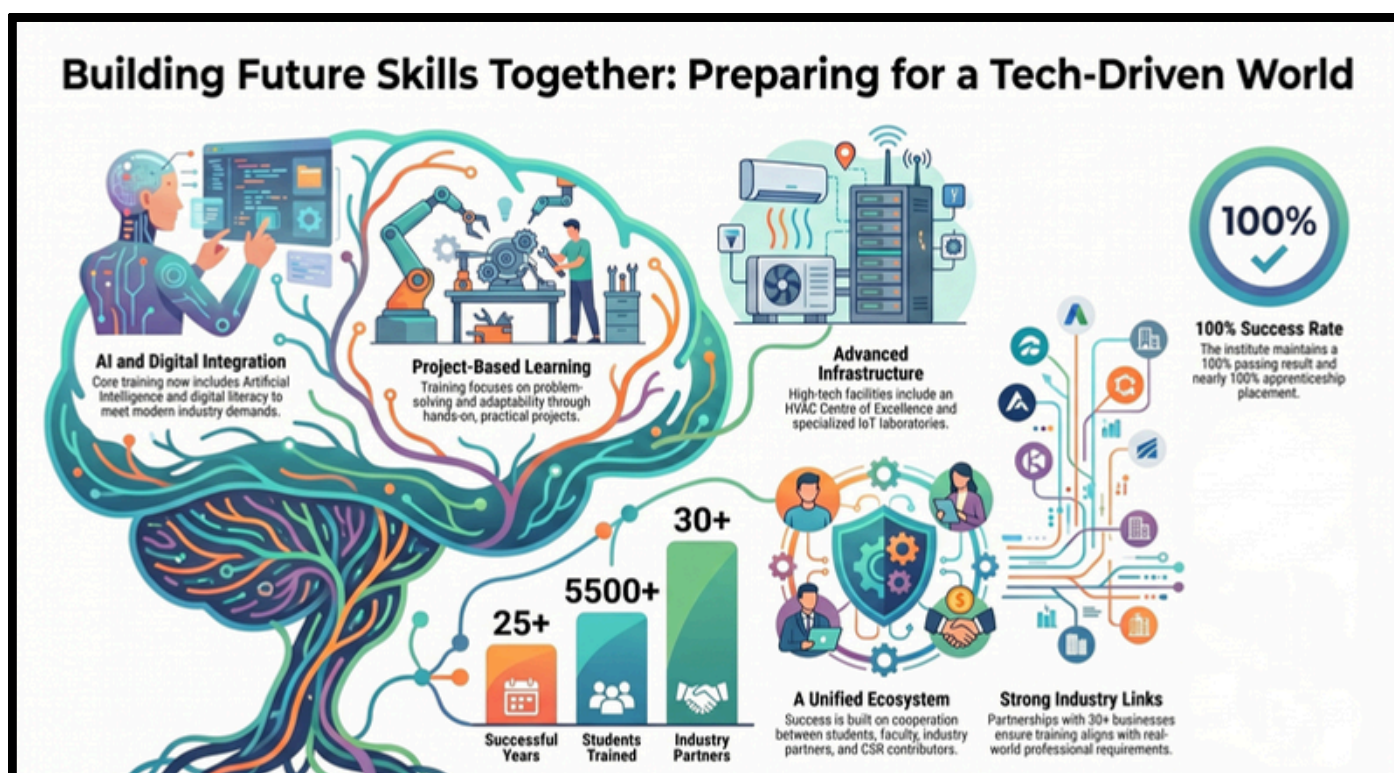 Building Future Skills Together: Preparing for a Tech-Driven World
AI and Digital Integration
Core training now includes Artificial
Intelligence and digital literacy to
meet modern industry demands.
Project-Based Learning
Training focuses on problem-
solving and adaptability through
hands-on, practical projects.
Advanced
Infrastructure
High-tech facilities include an
HVAC Centre of Excellence and
specialized IoT laboratories.
100%
100% Success Rate
The institute maintains a
100% passing result and
nearly 100% apprenticeship
placement.
25+
Successful
Years
5500+
Students
Trained
30+
Industry
Partners
A Unified Ecosystem
Success is built on cooperation
between students, faculty, industry
partners, and CSR contributors.
Strong Industry Links
Partnerships with 30+ businesses
ensure training aligns with real-
world professional requirements.